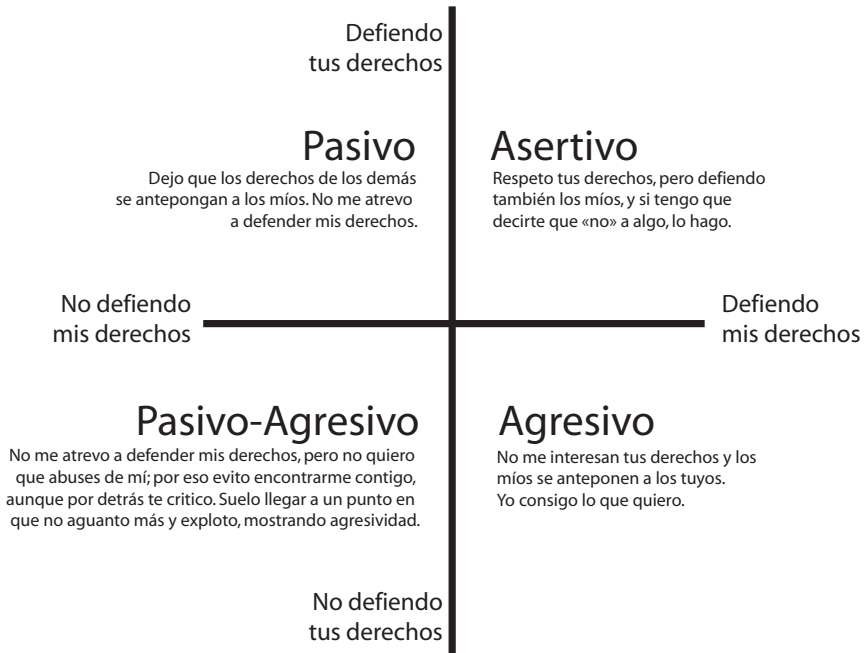 Defiendo
tus derechos
Pasivo
Dejo que los derechos de los demás
se antepongan a los míos. No me atrevo
a defender mis derechos.
Asertivo
Respeto tus derechos, pero defiendo
también los míos, y si tengo que
decirte que «no» a algo, lo hago.
No defiendo
mis derechos
Defiendo
mis derechos
Pasivo-Agresivo
No me atrevo a defender mis derechos, pero no quiero
que abuses de mí; por eso evito encontrarme contigo,
aunque por detrás te critico. Suelo llegar a un punto en
que no aguanto más y exploto, mostrando agresividad.
Agresivo
No me interesan tus derechos y los
míos se anteponen a los tuyos.
Yo consigo lo que quiero.
No defiendo
tus derechos